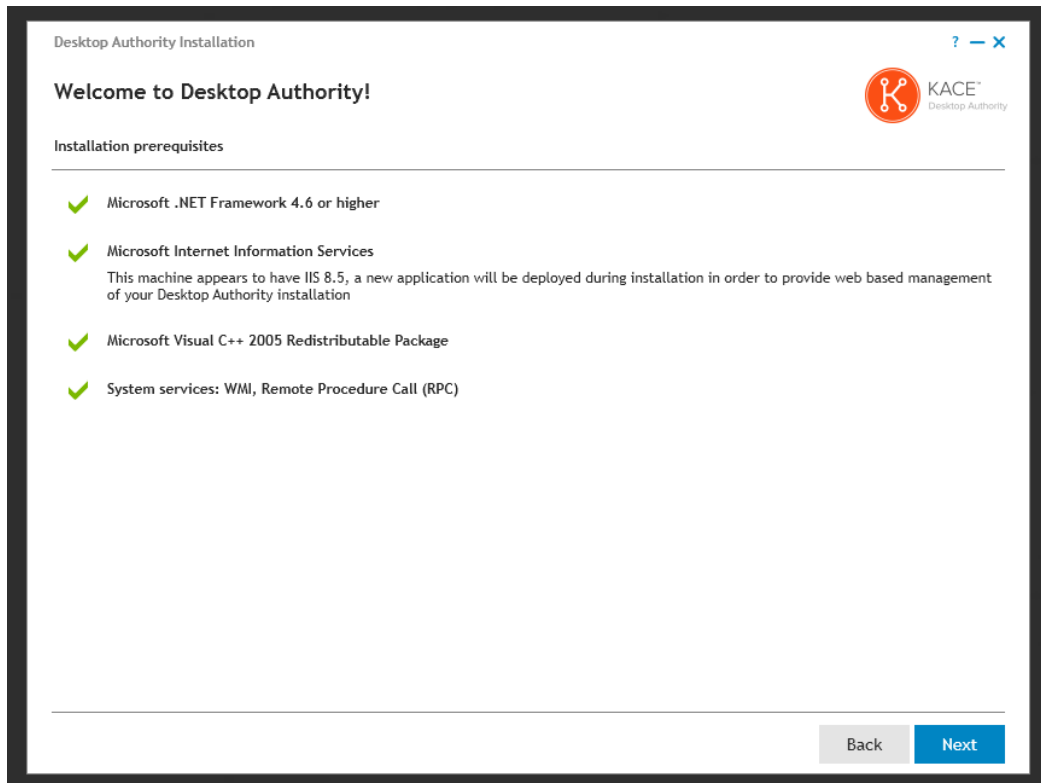 Desktop Authority Installation
?
Welcome to Desktop Authority!
KACE™
Desktop Authority
Installation prerequisites
Microsoft .NET Framework 4.6 or higher
Microsoft Internet Information Services
This machine appears to have IIS 8.5, a new application will be deployed during installation in order to provide web based management
of your Desktop Authority installation
Microsoft Visual C++ 2005 Redistributable Package
System services: WMI, Remote Procedure Call (RPC)
Back
Next